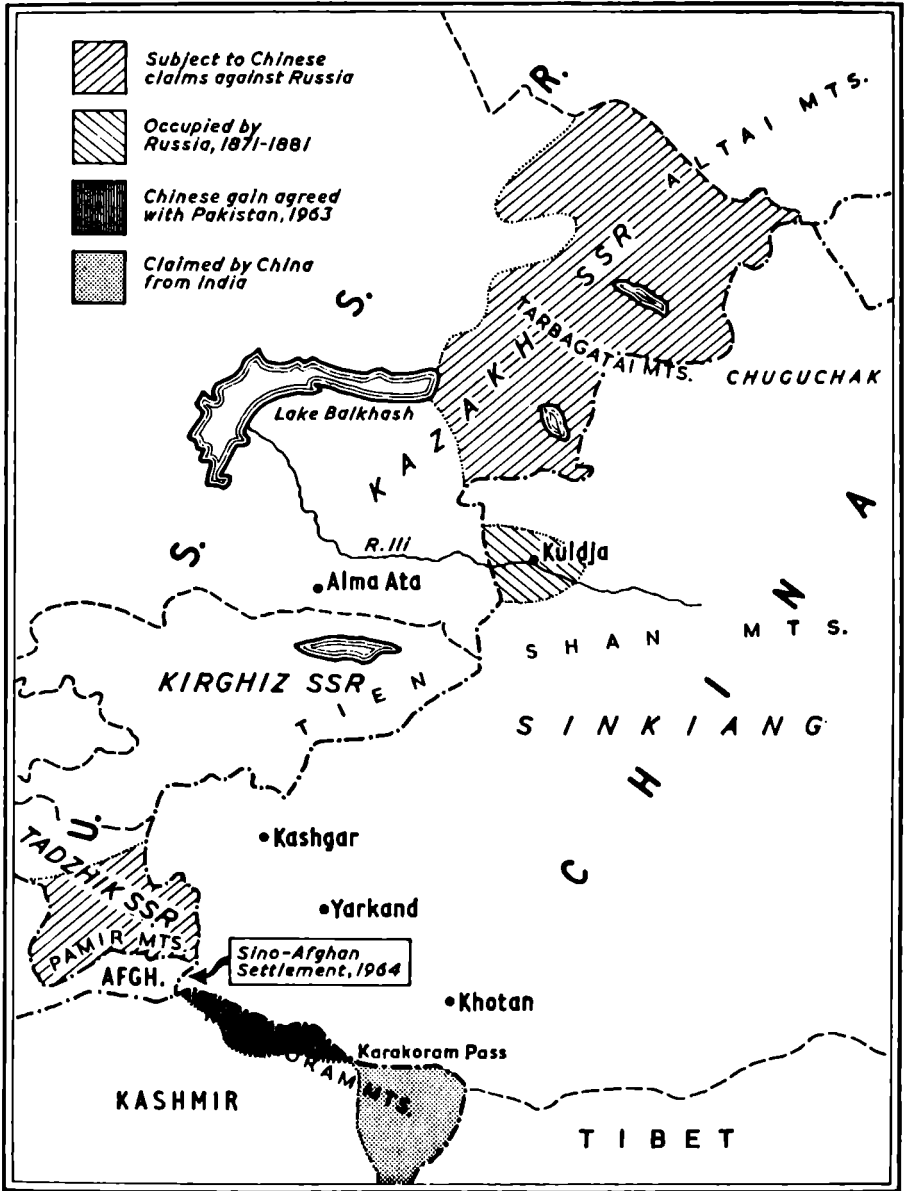 Subject to Chinese
claims against Russia
Occupied by
Russia, 1871-1881
Chinese gain agreed
with Pakistan, 1963
Claimed by China
from India
U. S. S. R.
ALTAI MTS.
KAZAKH SSR
TARBAGATAI MTS.
CHUGUCHAK
Lake Balkhash
R. Ili
Küldja
Alma Ata
TIEN SHAN MTS.
KIRGHIZ SSR
SINKIANG
CHINA
Kashgar
TADZHIK SSR
Yarkand
PAMIR MTS.
Sino-Afghan
Settlement, 1964
AFGH.
Khotan
Karakoram Pass
ORAM MTS.
KASHMIR
TIBET